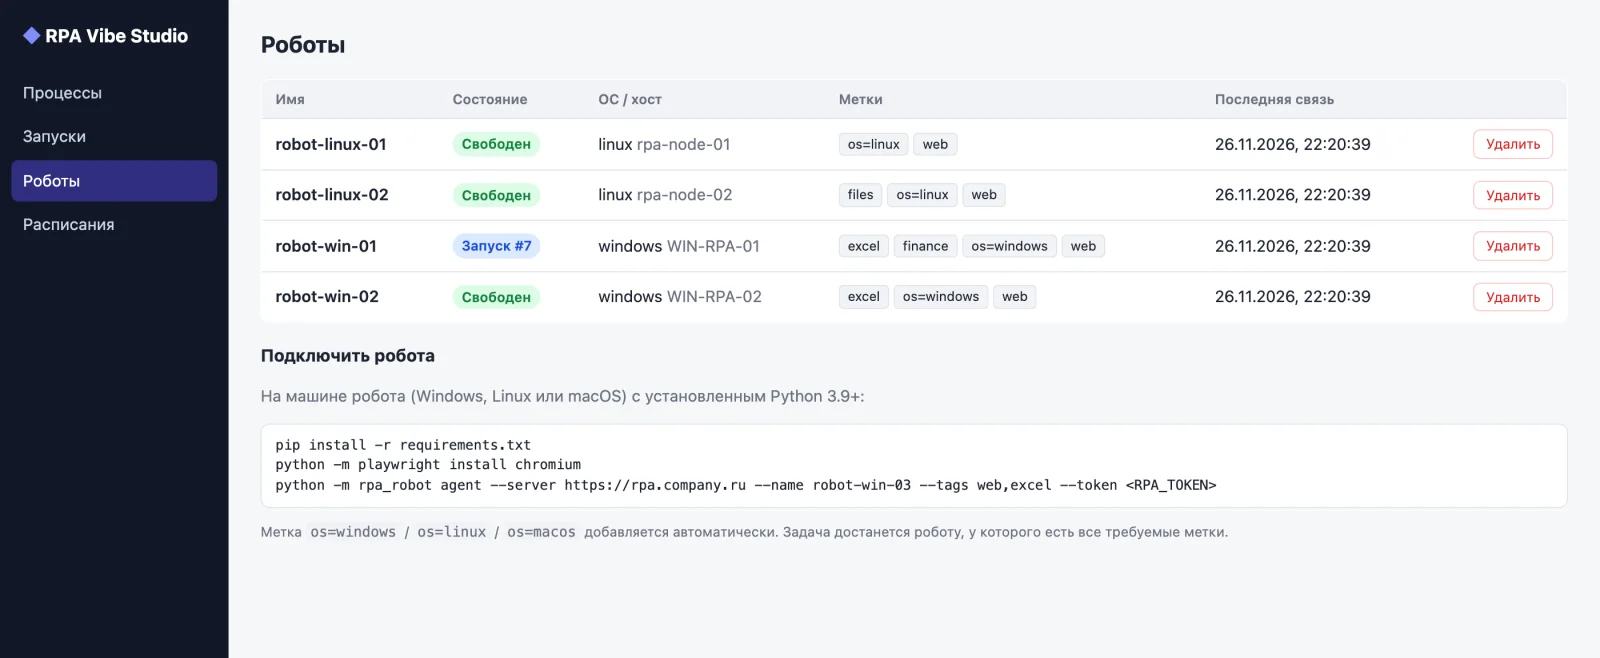 RPA Vibe Studio
Процессы
Запуски
Роботы
Расписания
Роботы
Имя Состояние ОС / хост Метки Последняя связь
robot-linux-01 Свободен linux rpa-node-01 os=linux web 26.11.2026, 22:20:39 Удалить
robot-linux-02 Свободен linux rpa-node-02 files os=linux web 26.11.2026, 22:20:39 Удалить
robot-win-01 Запуск #7 windows WIN-RPA-01 excel finance os=windows web 26.11.2026, 22:20:39 Удалить
robot-win-02 Свободен windows WIN-RPA-02 excel os=windows web 26.11.2026, 22:20:39 Удалить
Подключить робота
На машине робота (Windows, Linux или macOS) с установленным Python 3.9+:
pip install -r requirements.txt
python -m playwright install chromium
python -m rpa_robot agent --server https://rpa.company.ru --name robot-win-03 --tags web,excel --token <RPA_TOKEN>
Метка os=windows / os=linux / os=macos добавляется автоматически. Задача достанется роботу, у которого есть все требуемые метки.